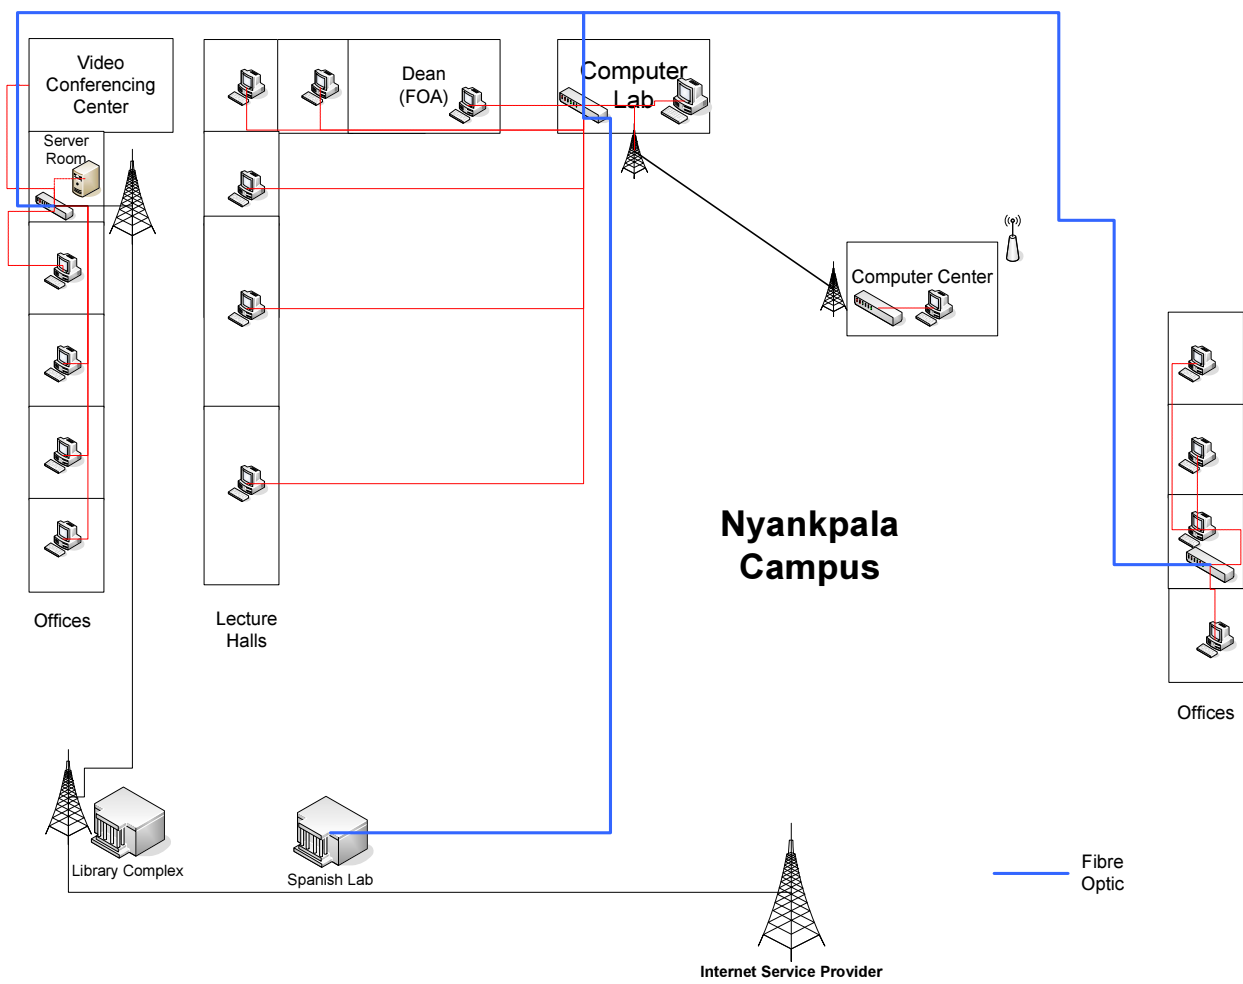 Video
Conferencing
Center
Dean
(FOA)
Computer
Lab
Server
Room
Computer Center
Nyankpala
Campus
Offices
Lecture
Halls
Offices
Library Complex
Spanish Lab
Fibre
Optic
Internet Service Provider